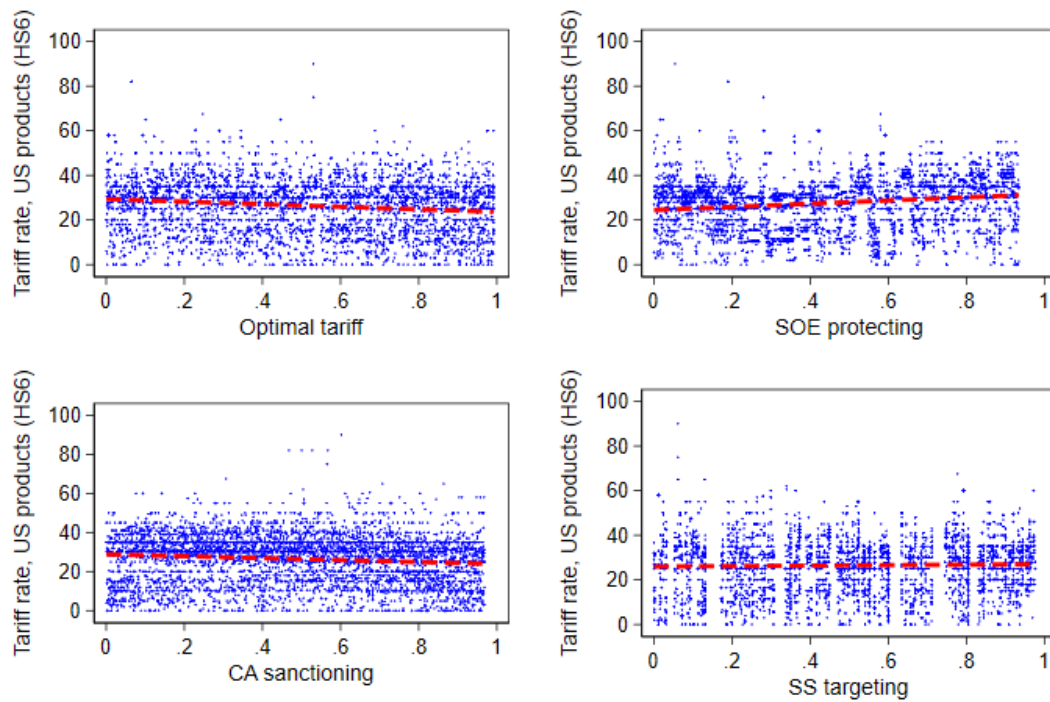 Tariff rate, US products (HS6)
100
80
60
40
20
0
0 .2 .4 .6 .8 1
Optimal tariff
Tariff rate, US products (HS6)
100
80
60
40
20
0
0 .2 .4 .6 .8 1
SOE protecting
Tariff rate, US products (HS6)
100
80
60
40
20
0
0 .2 .4 .6 .8 1
CA sanctioning
Tariff rate, US products (HS6)
100
80
60
40
20
0
0 .2 .4 .6 .8 1
SS targeting